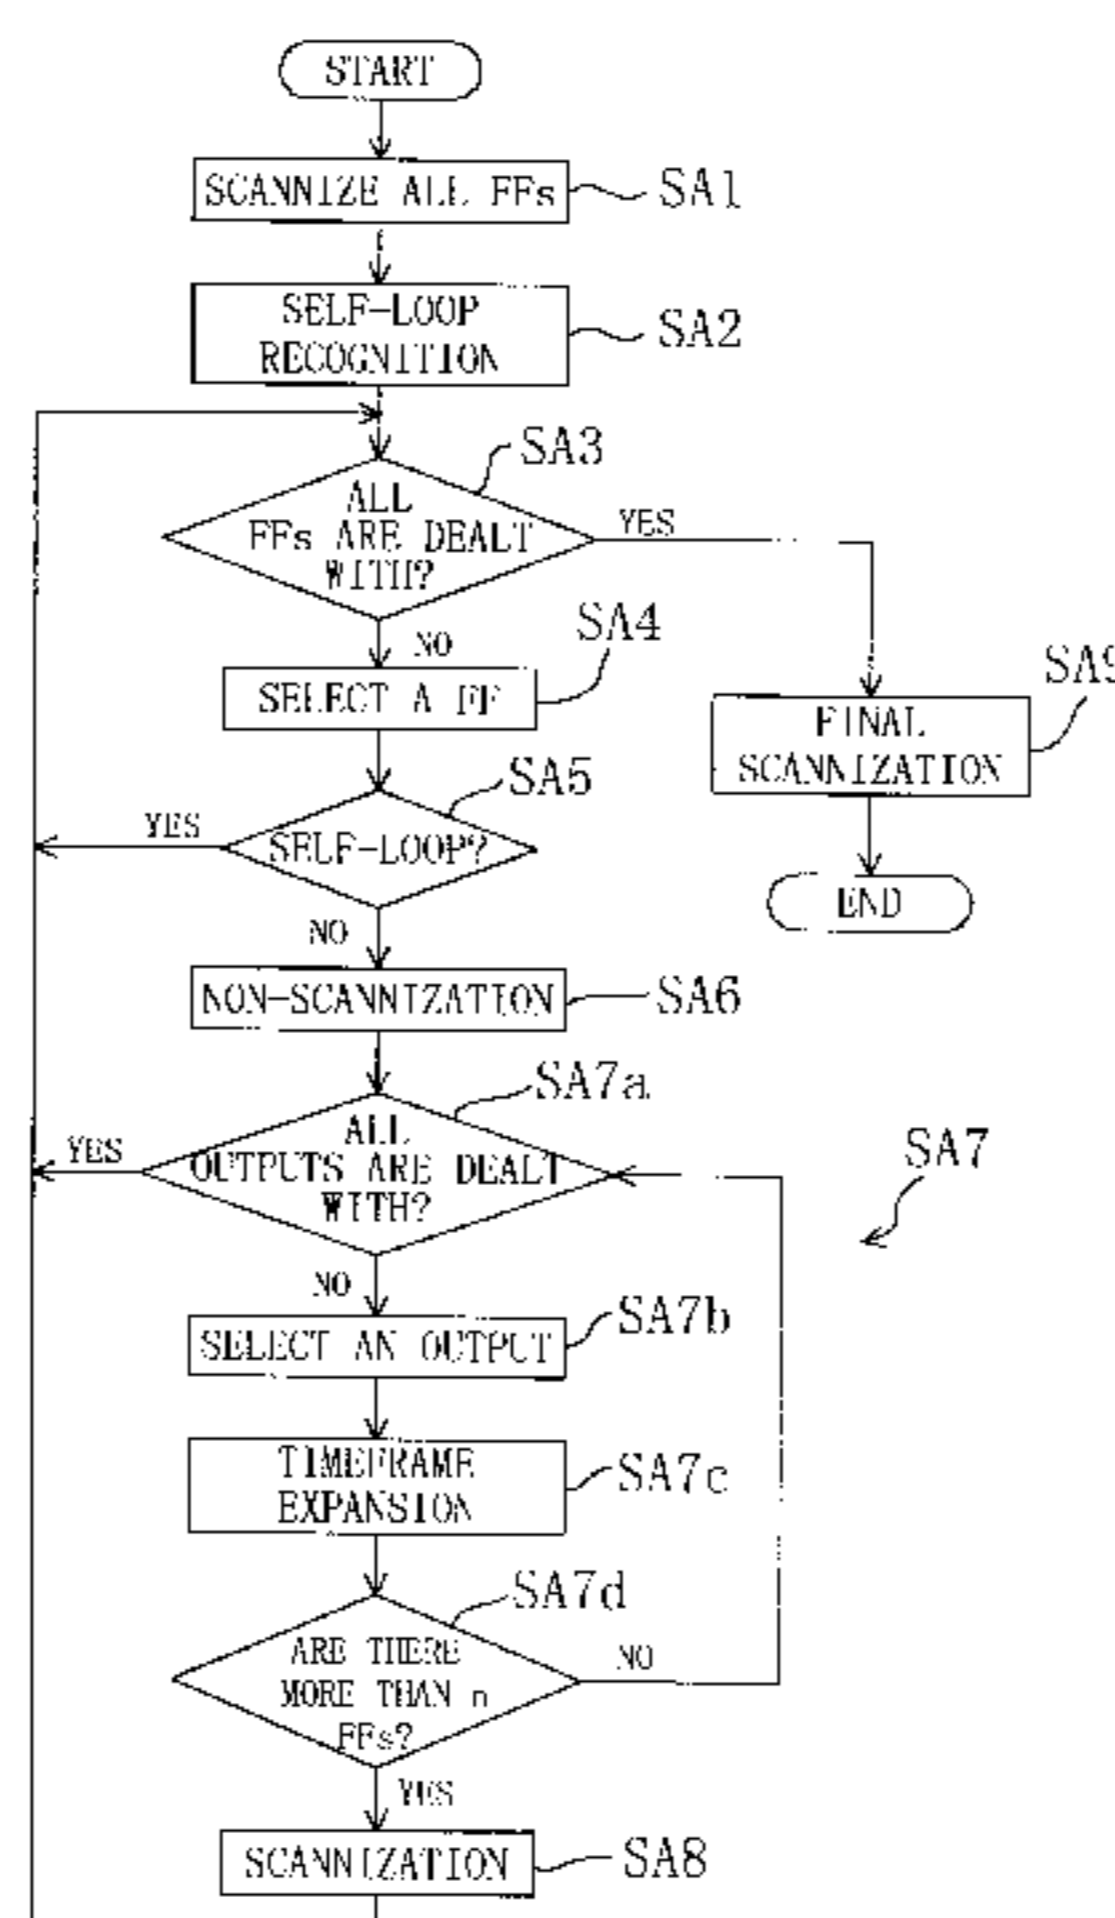 START
SCANNIZE ALL FFs
SA1
SELF-LOOP
RECOGNITION
SA2
SA3
ALL
FFs ARE DEALT
WITH?
YES
NO
SA4
SELECT A FF
SA9
FINAL
SCANNIZATION
SA5
SELF-LOOP?
YES
END
NO
NON-SCANNIZATION
SA6
SA7a
ALL
OUTPUTS ARE DEALT
WITH?
YES
SA7
NO
SELECT AN OUTPUT
SA7b
TIMEFRAME
EXPANSION
SA7c
SA7d
ARE THERE
MORE THAN n
FFs?
NO
YES
SCANNIZATION
SA8